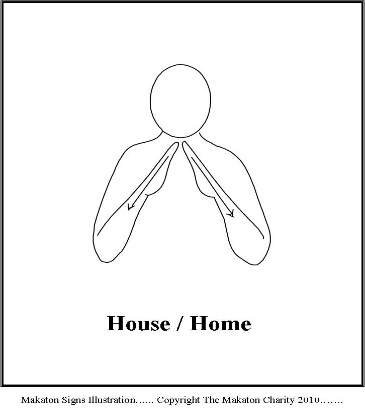 House / Home
Makaton Signs Illustration...... Copyright The Makaton Charity 2010.......